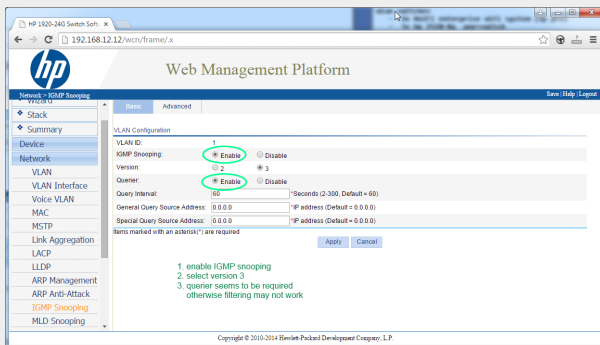 HP 1920-24G Switch Softw
192.168.12.12/wcn/frame/.x
hp
Web Management Platform
Network > IGMP Snooping
Save | Help | Logout
Wizard
Stack
Summary
Device
Network
VLAN
VLAN Interface
Voice VLAN
MAC
MSTP
Link Aggregation
LACP
LLDP
ARP Management
ARP Anti-Attack
IGMP Snooping
MLD Snooping
Basic Advanced
VLAN Configuration
VLAN ID: 1
IGMP Snooping: Enable Disable
Version: 2 3
Querier: Enable Disable
Query Interval: 60 *Seconds (2-300, Default = 60)
General Query Source Address: 0.0.0.0 *IP address (Default = 0.0.0.0)
Special Query Source Address: 0.0.0.0 *IP address (Default = 0.0.0.0)
Items marked with an asterisk(*) are required
Apply Cancel
1. enable IGMP snooping
2. select version 3
3. querier seems to be required
otherwise filtering may not work
Copyright © 2010-2014 Hewlett-Packard Development Company, L.P.